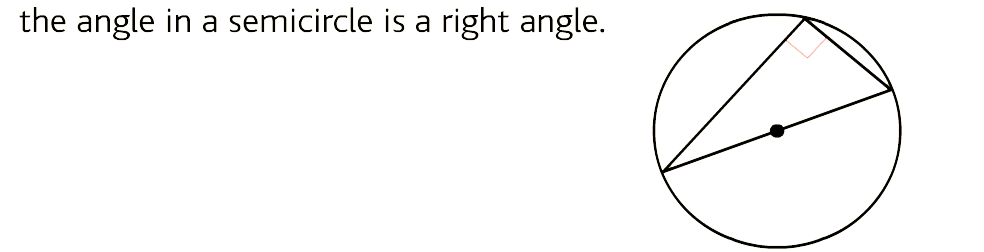 the angle in a semicircle is a right angle.